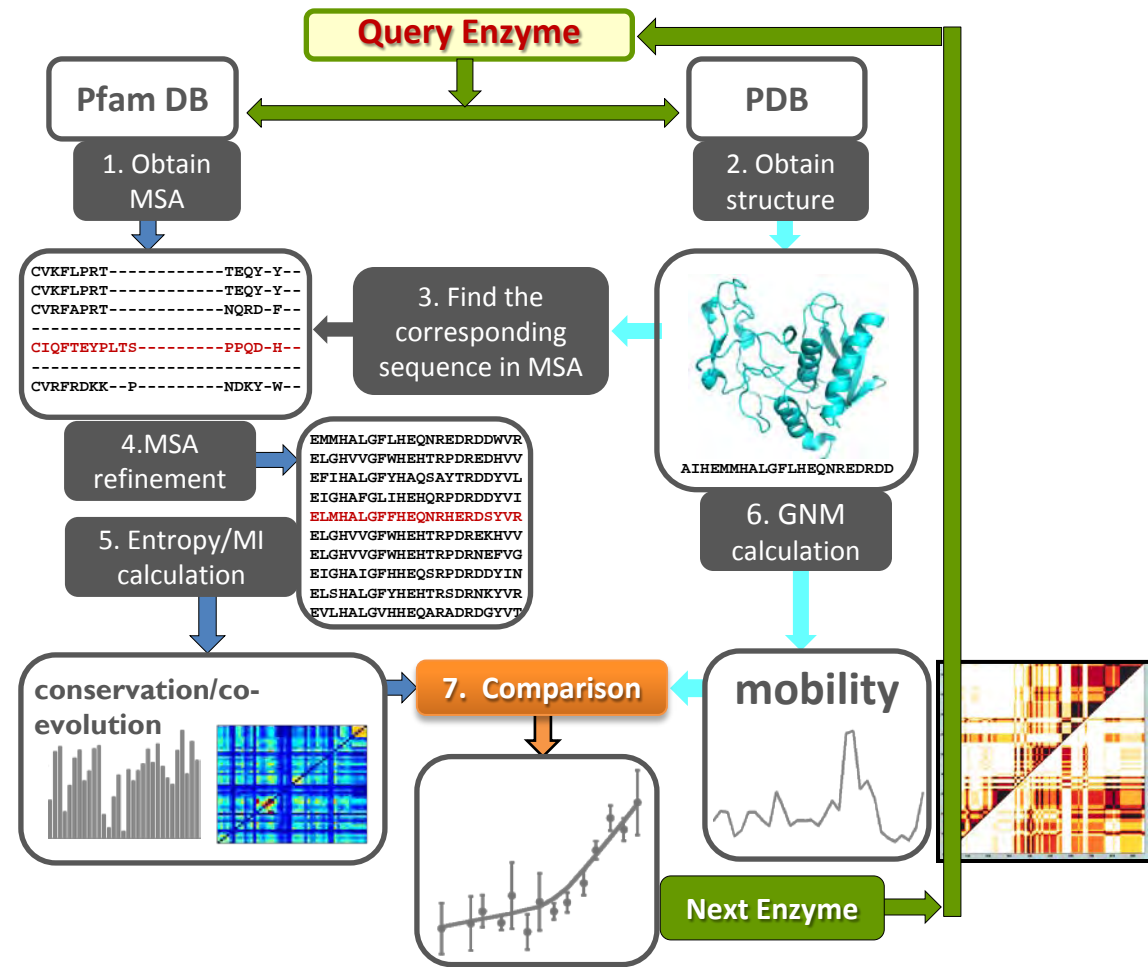 Query Enzyme
Pfam DB
PDB
1. Obtain
MSA
2. Obtain
structure
CVKFLPRT------------TEQY-Y--
CVKFLPRT------------TEQY-Y--
CVRFAPRT------------NQRD-F--
----------------------------
CIQFTEYPLTS---------PPQD-H--
----------------------------
CVRFRDKK--P---------NDKY-W--
3. Find the
corresponding
sequence in MSA
AIHEMMHALGFLHEQNREDRDD
4.MSA
refinement
EMMHALGFLHEQNREDRDDWVR
ELGHVVGFWHEHTRPDREDHVV
EFIHALGFYHAQSAYTRDDYVL
EIGHAFGLIHEHQRPDRDDYVI
ELMHALGFFHEQNRHERDSYVR
ELGHVVGFWHEHTRPDREKHVV
ELGHVVGFWHEHTRPDRNEFVG
EIGHAIGFHHEQSRPDRDDYIN
ELSHALGFYHEHTRSDRNKYVR
EVLHALGVHHEQARADRDGYVT
5. Entropy/MI
calculation
6. GNM
calculation
conservation/co-
evolution
7. Comparison
mobility
Next Enzyme